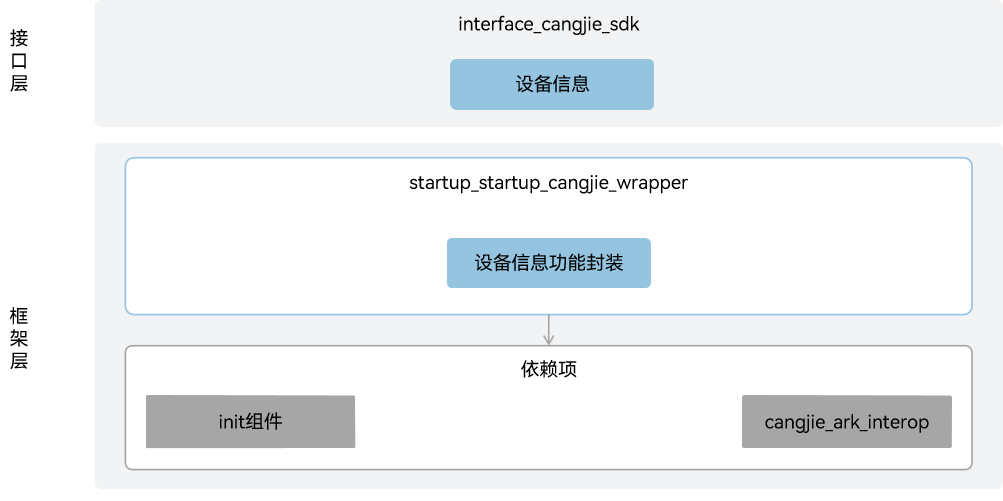 接口层
interface_cangjie_sdk
设备信息
框架层
startup_startup_cangjie_wrapper
设备信息功能封装
依赖项
init组件
cangjie_ark_interop